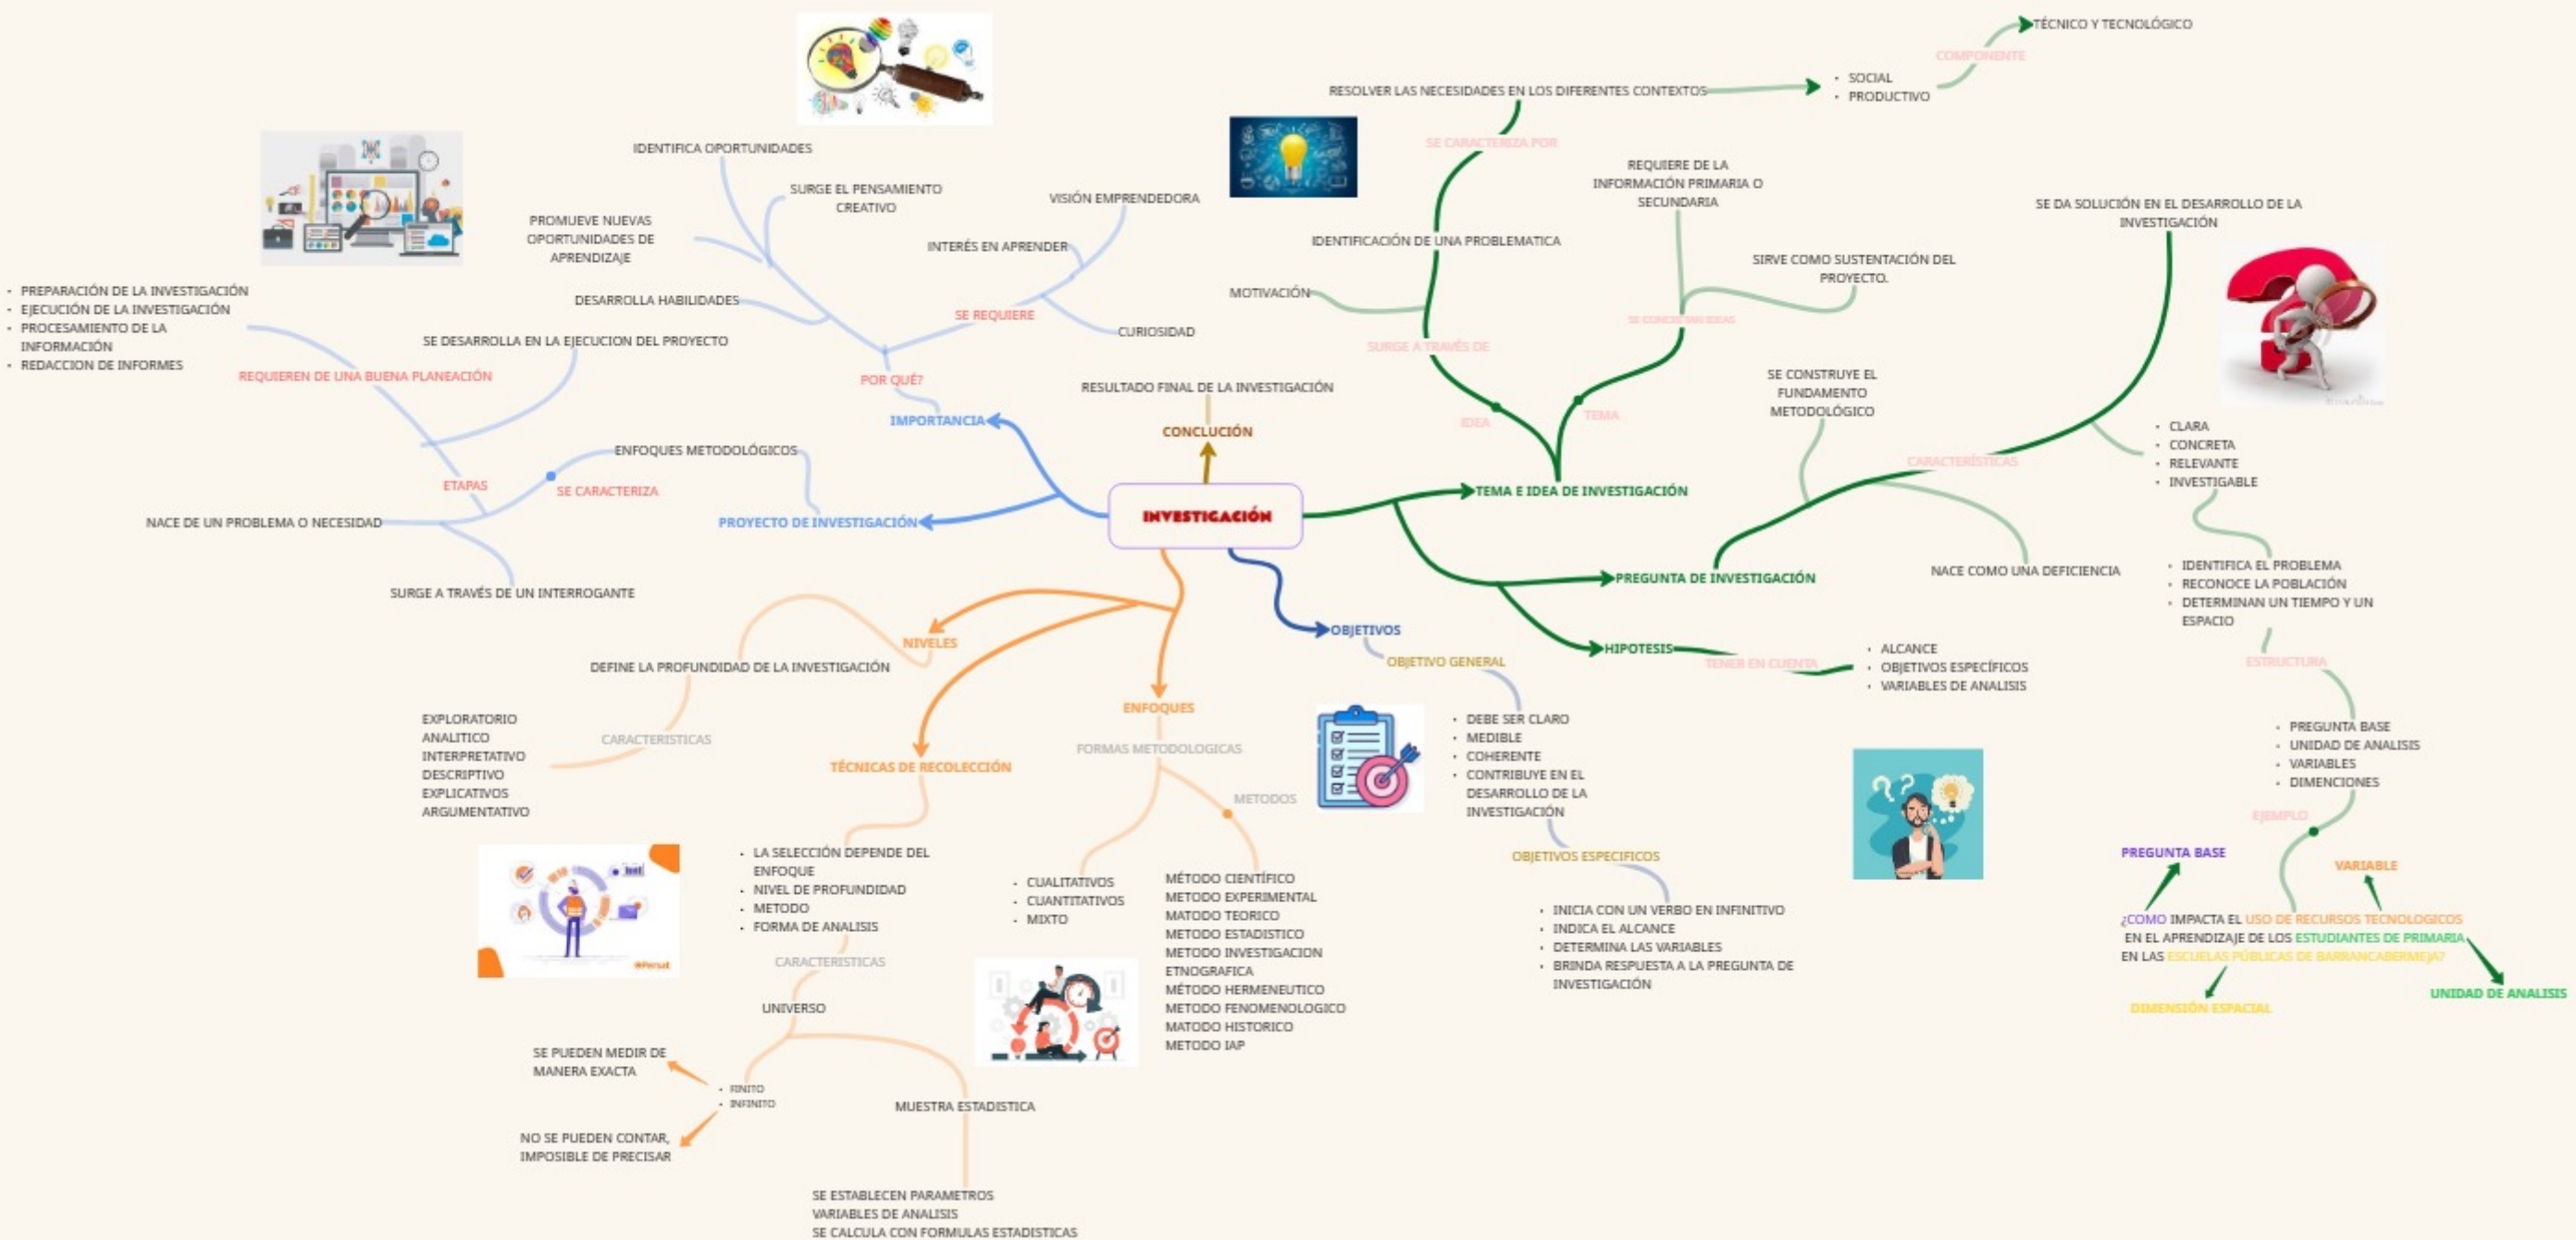 TÉCNICO Y TECNOLÓGICO
COMPONENTE
• SOCIAL
• PRODUCTIVO
RESOLVER LAS NECESIDADES EN LOS DIFERENTES CONTEXTOS
SE CARACTERIZA POR
IDENTIFICACIÓN DE UNA PROBLEMATICA
MOTIVACIÓN
SURGE A TRAVÉS DE
IDEA
REQUIERE DE LA
INFORMACIÓN PRIMARIA O
SECUNDARIA
SIRVE COMO SUSTENTACIÓN DEL
PROYECTO.
SE CONCRETAN IDEAS
TEMA
TEMA E IDEA DE INVESTIGACIÓN
IDENTIFICA OPORTUNIDADES
SURGE EL PENSAMIENTO
CREATIVO
PROMUEVE NUEVAS
OPORTUNIDADES DE
APRENDIZAJE
DESARROLLA HABILIDADES
VISIÓN EMPRENDEDORA
INTERÉS EN APRENDER
SE REQUIERE
CURIOSIDAD
POR QUÉ?
IMPORTANCIA
RESULTADO FINAL DE LA INVESTIGACIÓN
CONCLUCIÓN
INVESTIGACIÓN
• PREPARACIÓN DE LA INVESTIGACIÓN
• EJECUCIÓN DE LA INVESTIGACIÓN
• PROCESAMIENTO DE LA
INFORMACIÓN
• REDACCION DE INFORMES
REQUIEREN DE UNA BUENA PLANEACIÓN
SE DESARROLLA EN LA EJECUCION DEL PROYECTO
ENFOQUES METODOLÓGICOS
ETAPAS
SE CARACTERIZA
NACE DE UN PROBLEMA O NECESIDAD
PROYECTO DE INVESTIGACIÓN
SURGE A TRAVÉS DE UN INTERROGANTE
SE DA SOLUCIÓN EN EL DESARROLLO DE LA
INVESTIGACIÓN
SE CONSTRUYE EL
FUNDAMENTO
METODOLÓGICO
CARACTERÍSTICAS
• CLARA
• CONCRETA
• RELEVANTE
• INVESTIGABLE
PREGUNTA DE INVESTIGACIÓN
NACE COMO UNA DEFICIENCIA
• IDENTIFICA EL PROBLEMA
• RECONOCE LA POBLACIÓN
• DETERMINAN UN TIEMPO Y UN
ESPACIO
ESTRUCTURA
• PREGUNTA BASE
• UNIDAD DE ANALISIS
• VARIABLES
• DIMENCIONES
EJEMPLO
PREGUNTA BASE
VARIABLE
¿COMO IMPACTA EL USO DE RECURSOS TECNOLOGICOS
EN EL APRENDIZAJE DE LOS ESTUDIANTES DE PRIMARIA
EN LAS ESCUELAS PÚBLICAS DE BARRANCABERMEJA?
UNIDAD DE ANALISIS
DIMENSIÓN ESPACIAL
HIPOTESIS
TENER EN CUENTA
• ALCANCE
• OBJETIVOS ESPECÍFICOS
• VARIABLES DE ANALISIS
OBJETIVOS
OBJETIVO GENERAL
• DEBE SER CLARO
• MEDIBLE
• COHERENTE
• CONTRIBUYE EN EL
DESARROLLO DE LA
INVESTIGACIÓN
OBJETIVOS ESPECIFICOS
• INICIA CON UN VERBO EN INFINITIVO
• INDICA EL ALCANCE
• DETERMINA LAS VARIABLES
• BRINDA RESPUESTA A LA PREGUNTA DE
INVESTIGACIÓN
NIVELES
DEFINE LA PROFUNDIDAD DE LA INVESTIGACIÓN
CARACTERISTICAS
EXPLORATORIO
ANALITICO
INTERPRETATIVO
DESCRIPTIVO
EXPLICATIVOS
ARGUMENTATIVO
ENFOQUES
FORMAS METODOLOGICAS
METODOS
• CUALITATIVOS
• CUANTITATIVOS
• MIXTO
MÉTODO CIENTÍFICO
METODO EXPERIMENTAL
MATODO TEORICO
METODO ESTADISTICO
METODO INVESTIGACION
ETNOGRAFICA
MÉTODO HERMENEUTICO
METODO FENOMENOLOGICO
MATODO HISTORICO
METODO IAP
TÉCNICAS DE RECOLECCIÓN
• LA SELECCIÓN DEPENDE DEL
ENFOQUE
• NIVEL DE PROFUNDIDAD
• METODO
• FORMA DE ANALISIS
CARACTERISTICAS
UNIVERSO
SE PUEDEN MEDIR DE
MANERA EXACTA
• FINITO
• INFINITO
NO SE PUEDEN CONTAR,
IMPOSIBLE DE PRECISAR
MUESTRA ESTADISTICA
SE ESTABLECEN PARAMETROS
VARIABLES DE ANALISIS
SE CALCULA CON FORMULAS ESTADISTICAS